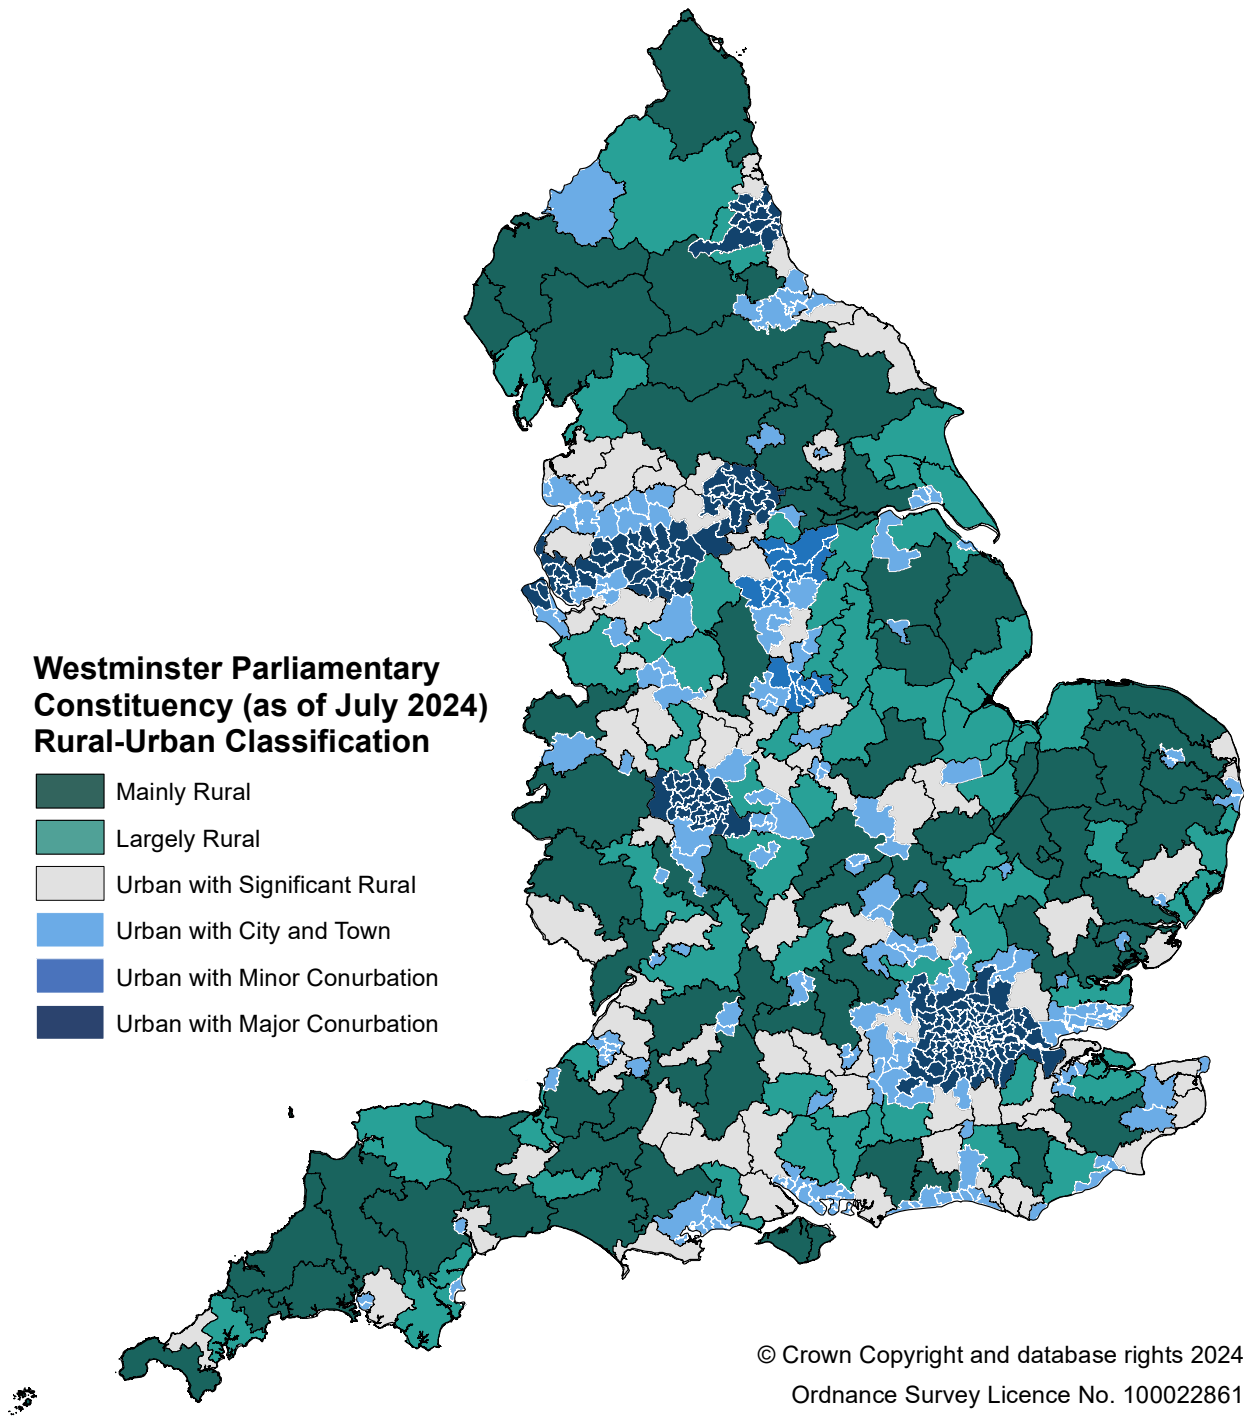 Westminster Parliamentary
Constituency (as of July 2024)
Rural-Urban Classification
Mainly Rural
Largely Rural
Urban with Significant Rural
Urban with City and Town
Urban with Minor Conurbation
Urban with Major Conurbation
© Crown Copyright and database rights 2024
Ordnance Survey Licence No. 100022861